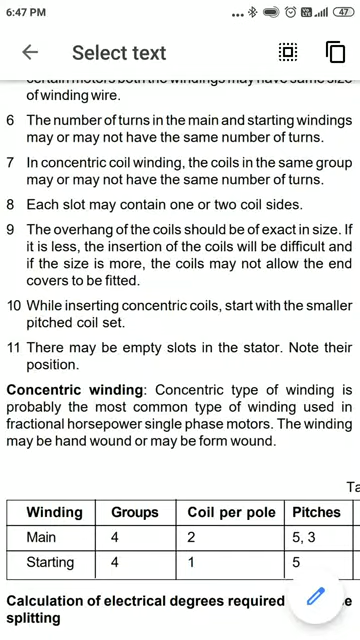 6:47 PM
47
Select text
certain motors both the windings may have same size
of winding wire.
6 The number of turns in the main and starting windings
may or may not have the same number of turns.
7 In concentric coil winding, the coils in the same group
may or may not have the same number of turns.
8 Each slot may contain one or two coil sides.
9 The overhang of the coils should be of exact in size. If
it is less, the insertion of the coils will be difficult and
if the size is more, the coils may not allow the end
covers to be fitted.
10 While inserting concentric coils, start with the smaller
pitched coil set.
11 There may be empty slots in the stator. Note their
position.
Concentric winding: Concentric type of winding is
probably the most common type of winding used in
fractional horsepower single phase motors. The winding
may be hand wound or may be form wound.
Ta
Winding Groups Coil per pole Pitches
Main 4 2 5, 3
Starting 4 1 5
Calculation of electrical degrees required
splitting